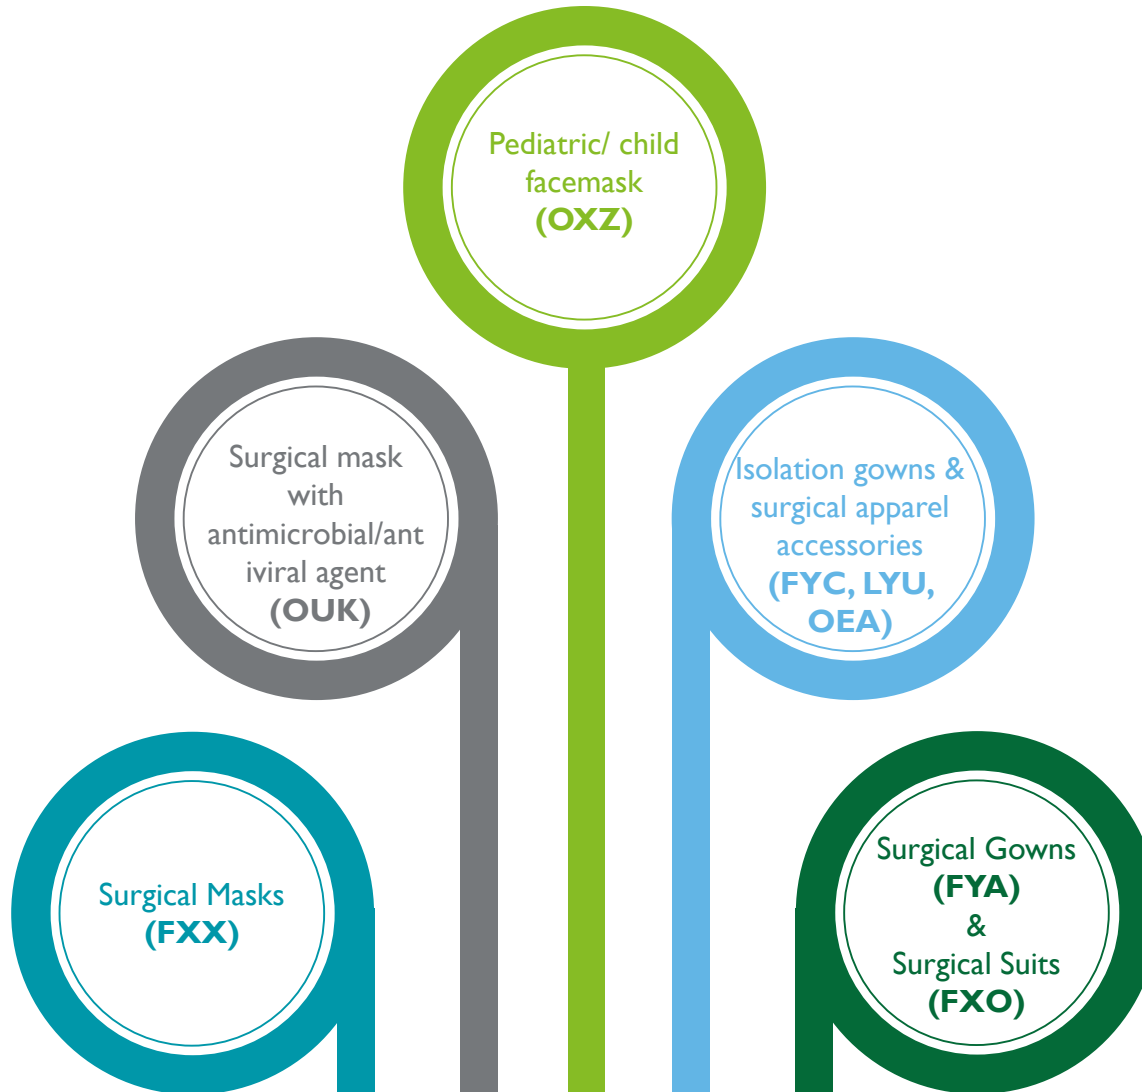 Pediatric/ child
facemask
(OXZ)
Surgical mask
with
antimicrobial/ant
iviral agent
(OUK)
Isolation gowns &
surgical apparel
accessories
(FYC, LYU,
OEA)
Surgical Masks
(FXX)
Surgical Gowns
(FYA)
&
Surgical Suits
(FXO)